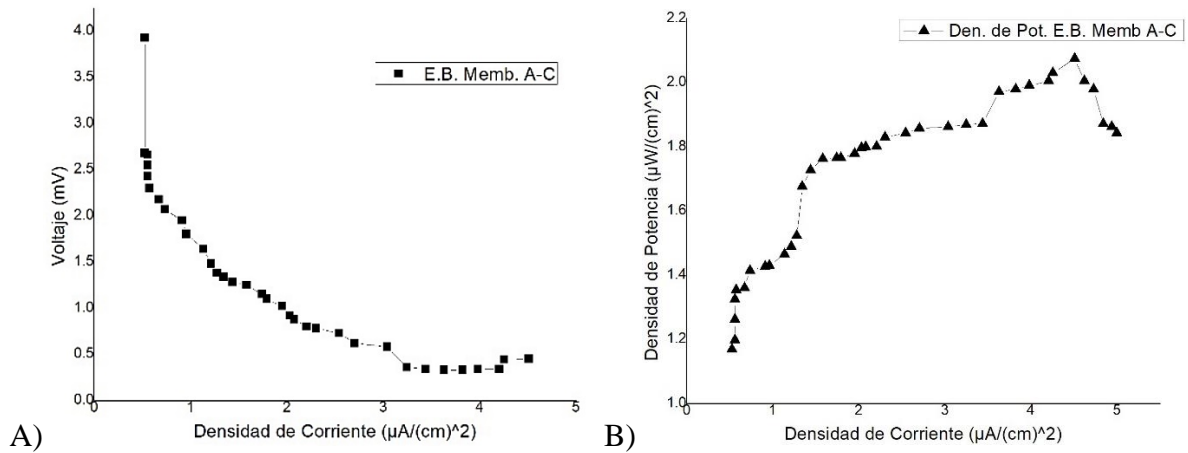 4.0
3.5
3.0
2.5
2.0
1.5
1.0
0.5
0.0
Voltaje (mV)
E.B. Memb. A-C
0 1 2 3 4 5
Densidad de Corriente (µA/(cm)^2)
A)
2.2
2.0
1.8
1.6
1.4
1.2
1.0
Densidad de Potencia (µW/(cm)^2)
Den. de Pot. E.B. Memb A-C
0 1 2 3 4 5
Densidad de Corriente (µA/(cm)^2)
B)